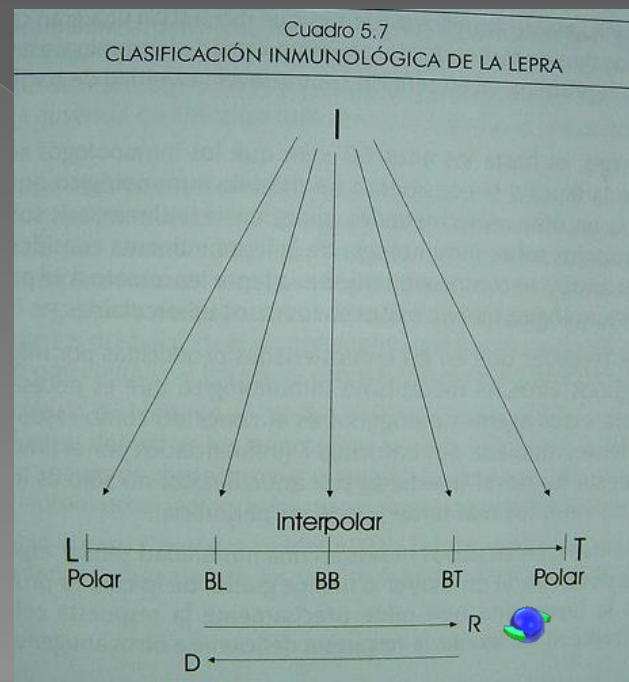 Cuadro 5.7
CLASIFICACIÓN INMUNOLÓGICA DE LA LEPRA
I
Interpolar
L T
Polar BL BB BT Polar
R
D